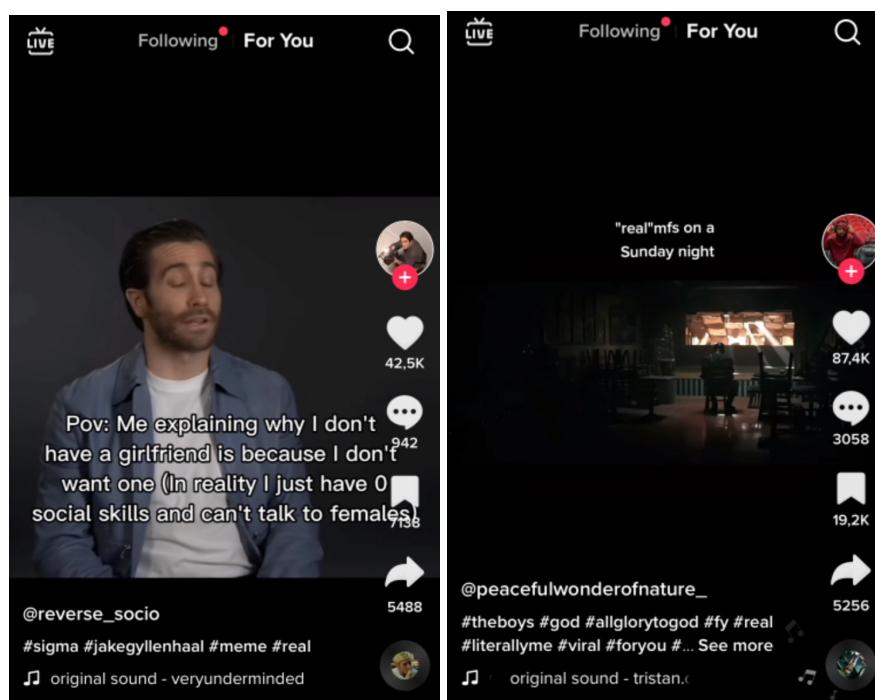 LIVE
Following
For You
42,5K
942
Pov: Me explaining why I don't
have a girlfriend is because I don't
want one (In reality I just have 0
social skills and can't talk to females)
7138
5488
@reverse_socio
#sigma #jakegyllenhaal #meme #real
original sound - veryunderminded
LIVE
Following
For You
"real"mfs on a
Sunday night
87,4K
3058
19,2K
5256
@peacefulwonderofnature_
#theboys #god #allglorytogod #fy #real
#literallyme #viral #foryou #... See more
original sound - tristan.